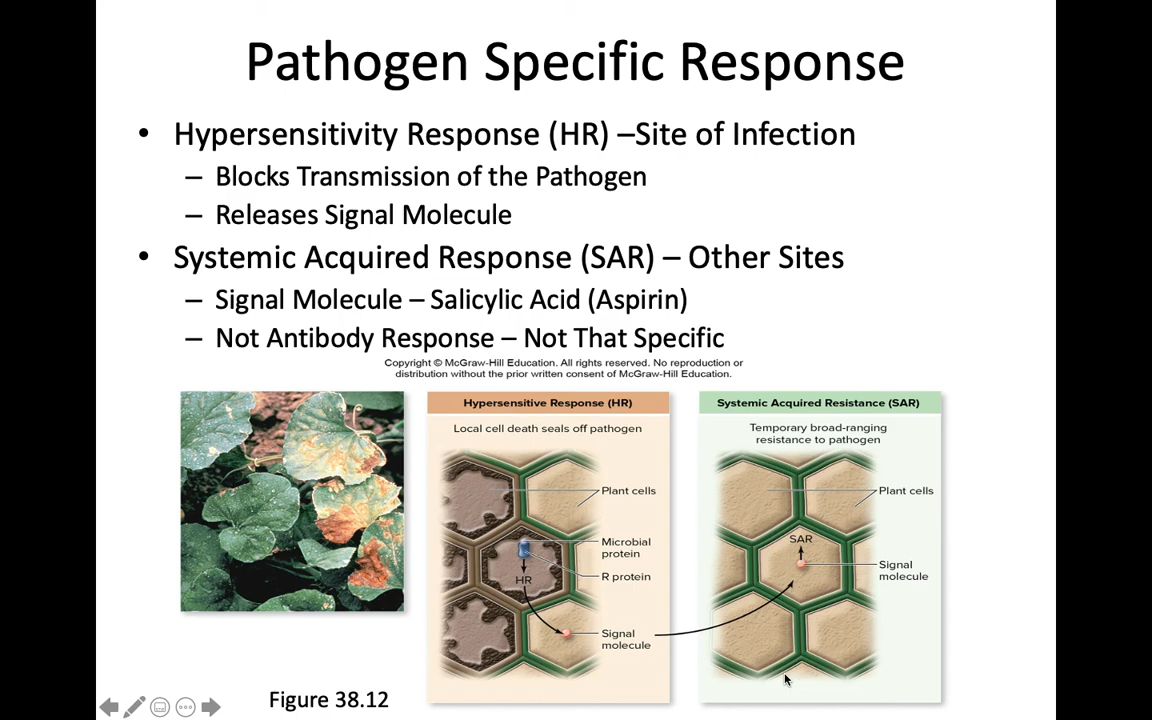 Pathogen Specific Response
• Hypersensitivity Response (HR) –Site of Infection
– Blocks Transmission of the Pathogen
– Releases Signal Molecule
• Systemic Acquired Response (SAR) – Other Sites
– Signal Molecule – Salicylic Acid (Aspirin)
– Not Antibody Response – Not That Specific
Copyright © McGraw-Hill Education. All rights reserved. No reproduction or
distribution without the prior written consent of McGraw-Hill Education.
Hypersensitive Response (HR)
Local cell death seals off pathogen
Plant cells
Microbial
protein
HR
R protein
Signal
molecule
Systemic Acquired Resistance (SAR)
Temporary broad-ranging
resistance to pathogen
Plant cells
SAR
Signal
molecule
Figure 38.12